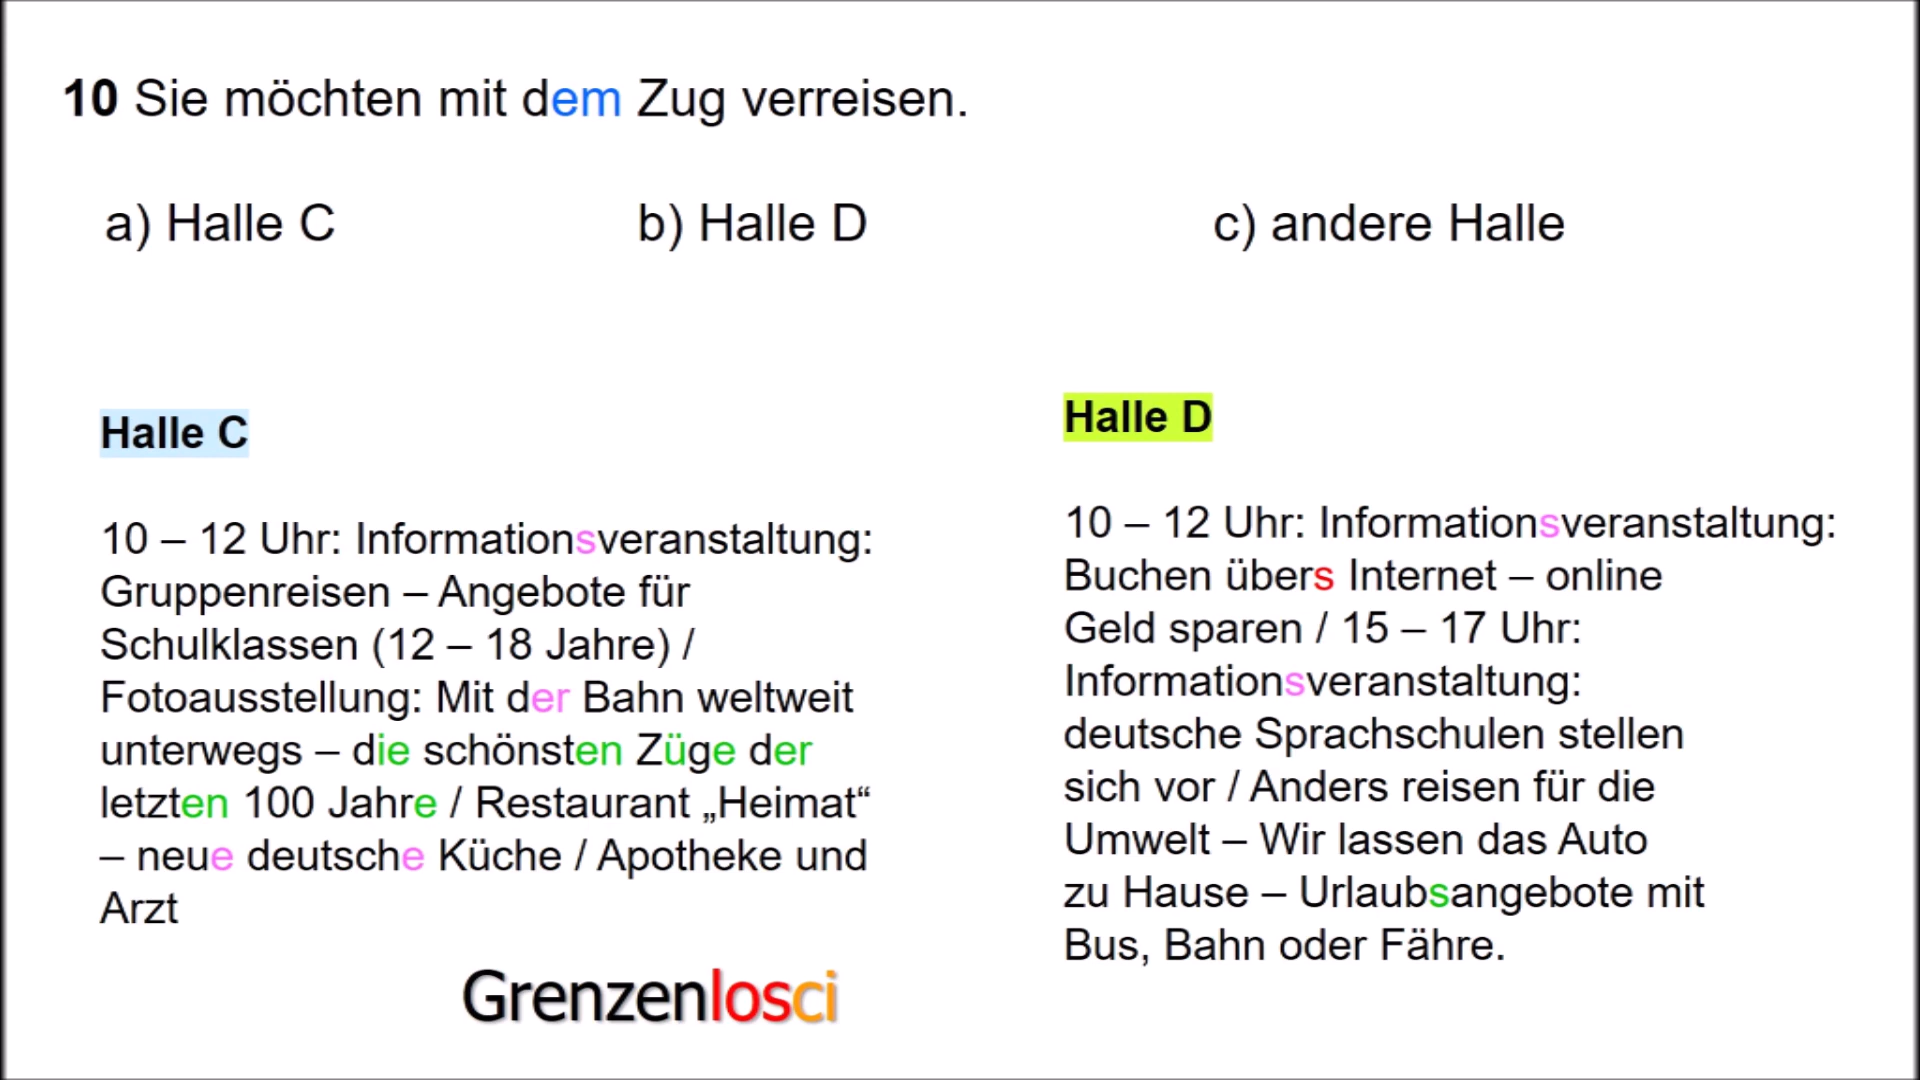 10 Sie möchten mit dem Zug verreisen.
a) Halle C
b) Halle D
c) andere Halle
Halle C
10 – 12 Uhr: Informationsveranstaltung:
Gruppenreisen – Angebote für
Schulklassen (12 – 18 Jahre) /
Fotoausstellung: Mit der Bahn weltweit
unterwegs – die schönsten Züge der
letzten 100 Jahre / Restaurant „Heimat“
– neue deutsche Küche / Apotheke und
Arzt
Halle D
10 – 12 Uhr: Informationsveranstaltung:
Buchen übers Internet – online
Geld sparen / 15 – 17 Uhr:
Informationsveranstaltung:
deutsche Sprachschulen stellen
sich vor / Anders reisen für die
Umwelt – Wir lassen das Auto
zu Hause – Urlaubsangebote mit
Bus, Bahn oder Fähre.
Grenzenlosci